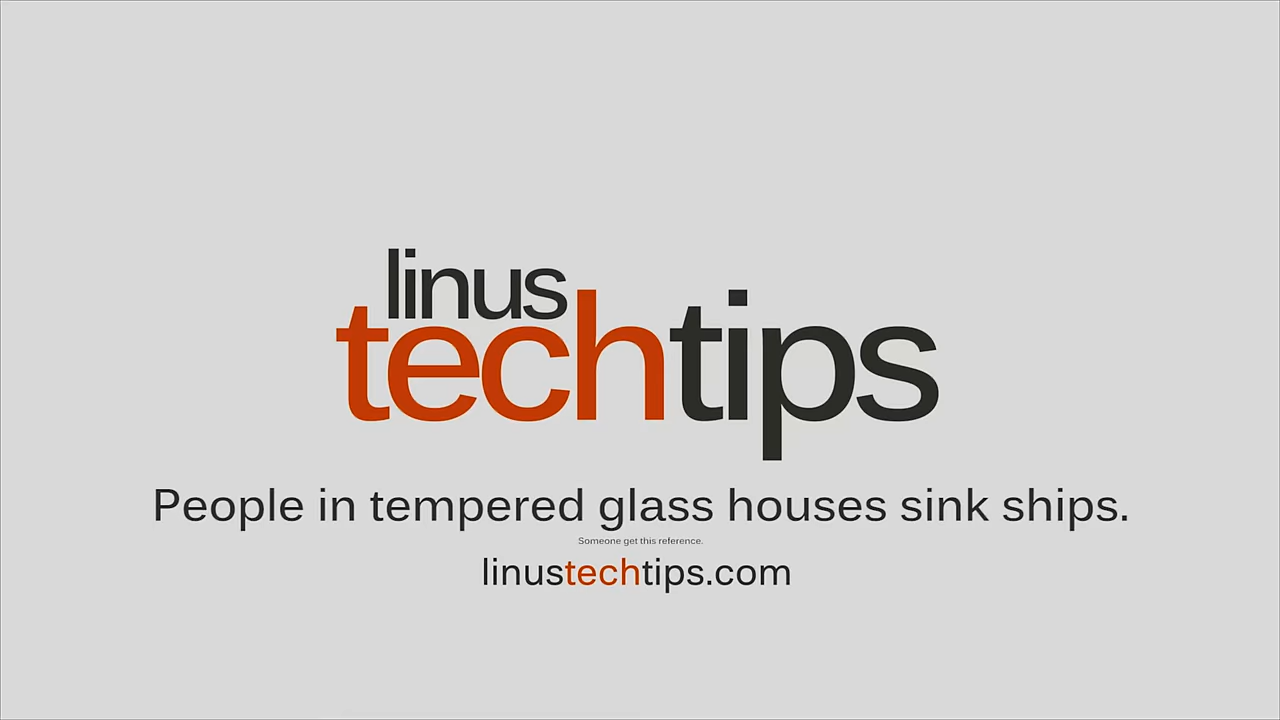 linus
techtips
People in tempered glass houses sink ships.
Someone get this reference.
linustechtips.com